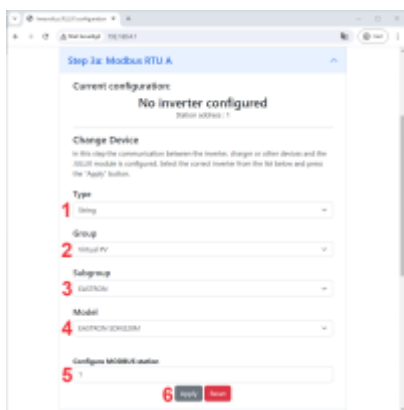 Step 3a: Modbus RTU A
Current configuration:
No inverter configured
Station address : 1
Change Device
In this step the communication between the inverter, charger or other devices and the
module is configured. Select the correct inverter from the list below and press
the "Apply" button.
Type
1 String
Group
2 Virtual PV
Subgroup
3 EASTRON
Model
4 EASTRON
Configure MODBUS station
5 1
6 Apply Reset